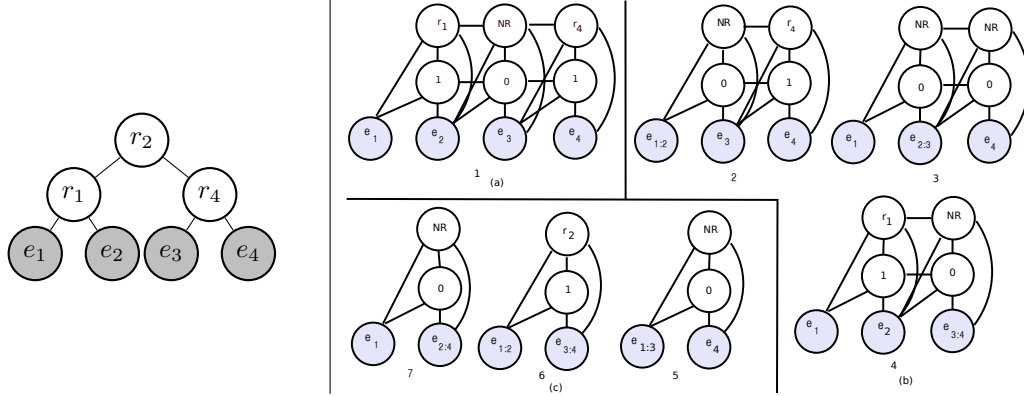 r2
r1 r4
e1 e2 e3 e4
r1 NR r4
1 0 1
e1 e2 e3 e4
1
(a)
NR r4
0 1
e1:2 e3 e4
2
NR NR
0 0
e1 e2:3 e4
3
r1 NR
1 0
e1 e2 e3:4
4
(b)
NR
0
e1 e2:4
7
r2
1
e1:2 e3:4
6
(c)
NR
0
e1:3 e4
5